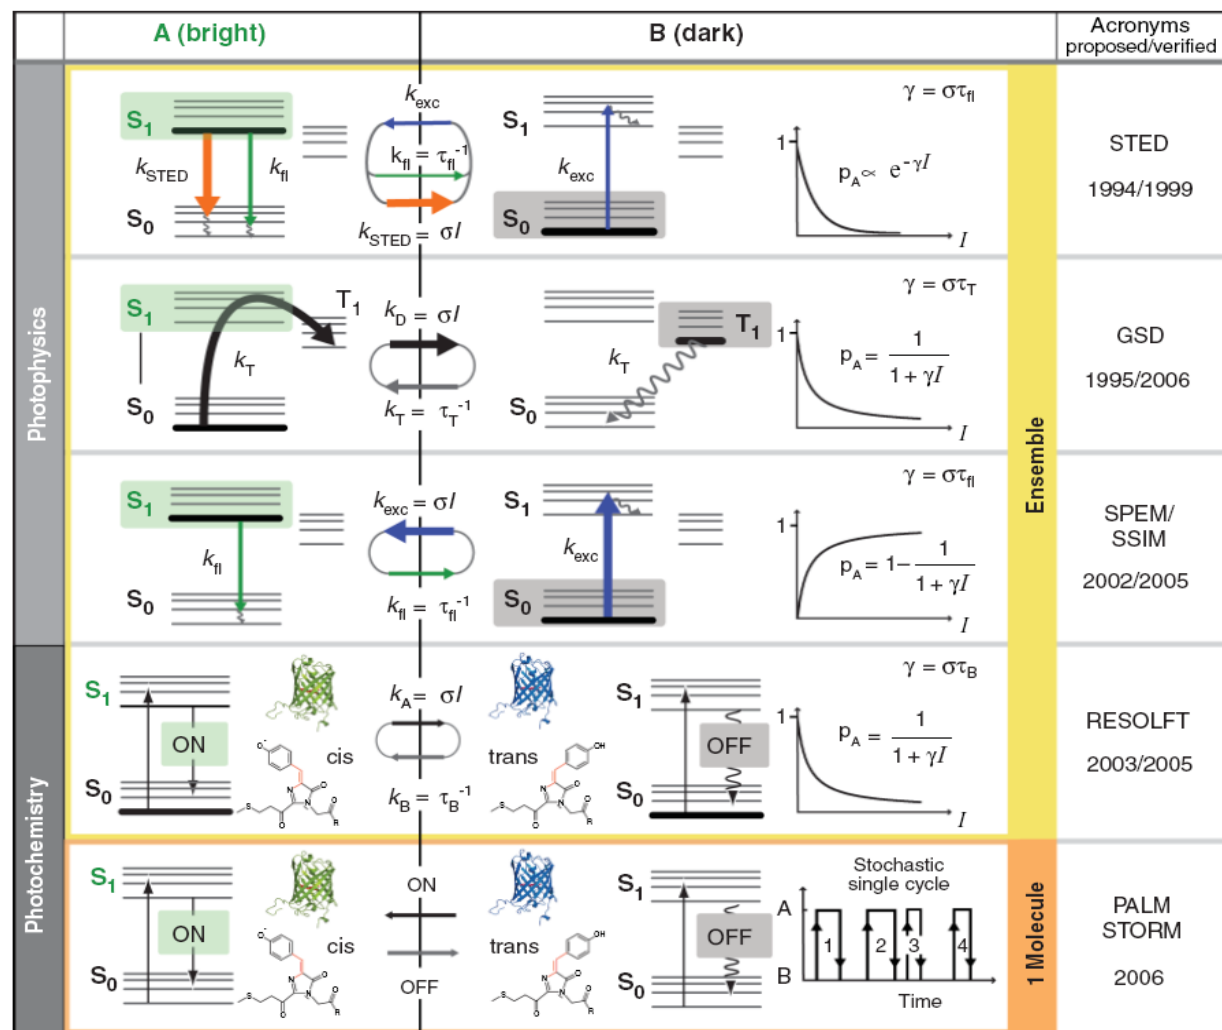 A (bright)
B (dark)
Acronyms
proposed/verified
Photophysics
Photochemistry
Ensemble
1 Molecule
S1
kSTED
kfl
S0
kexc
kfl = τfl-1
kSTED = σI
S1
kexc
S0
γ = στfl
1
pA ∝ e-γI
I
STED
1994/1999
S1
T1
kT
S0
kD = σI
kT = τT-1
T1
kT
S0
γ = στT
1
pA = 1 / 1 + γI
I
GSD
1995/2006
S1
kfl
S0
kexc = σI
kfl = τfl-1
S1
kexc
S0
γ = στfl
1
pA = 1 − 1 / 1 + γI
I
SPEM/
SSIM
2002/2005
S1
ON
S0
cis
O-
N
O
N
S
O
O
R
kA = σI
kB = τB-1
trans
OH
N
O
N
S
O
O
R
S1
OFF
S0
γ = στB
1
pA = 1 / 1 + γI
I
RESOLFT
2003/2005
S1
ON
S0
cis
O-
N
O
N
S
O
O
R
ON
OFF
trans
OH
N
O
N
S
O
O
R
S1
OFF
S0
Stochastic
single cycle
A
B
1 2 3 4
Time
PALM
STORM
2006